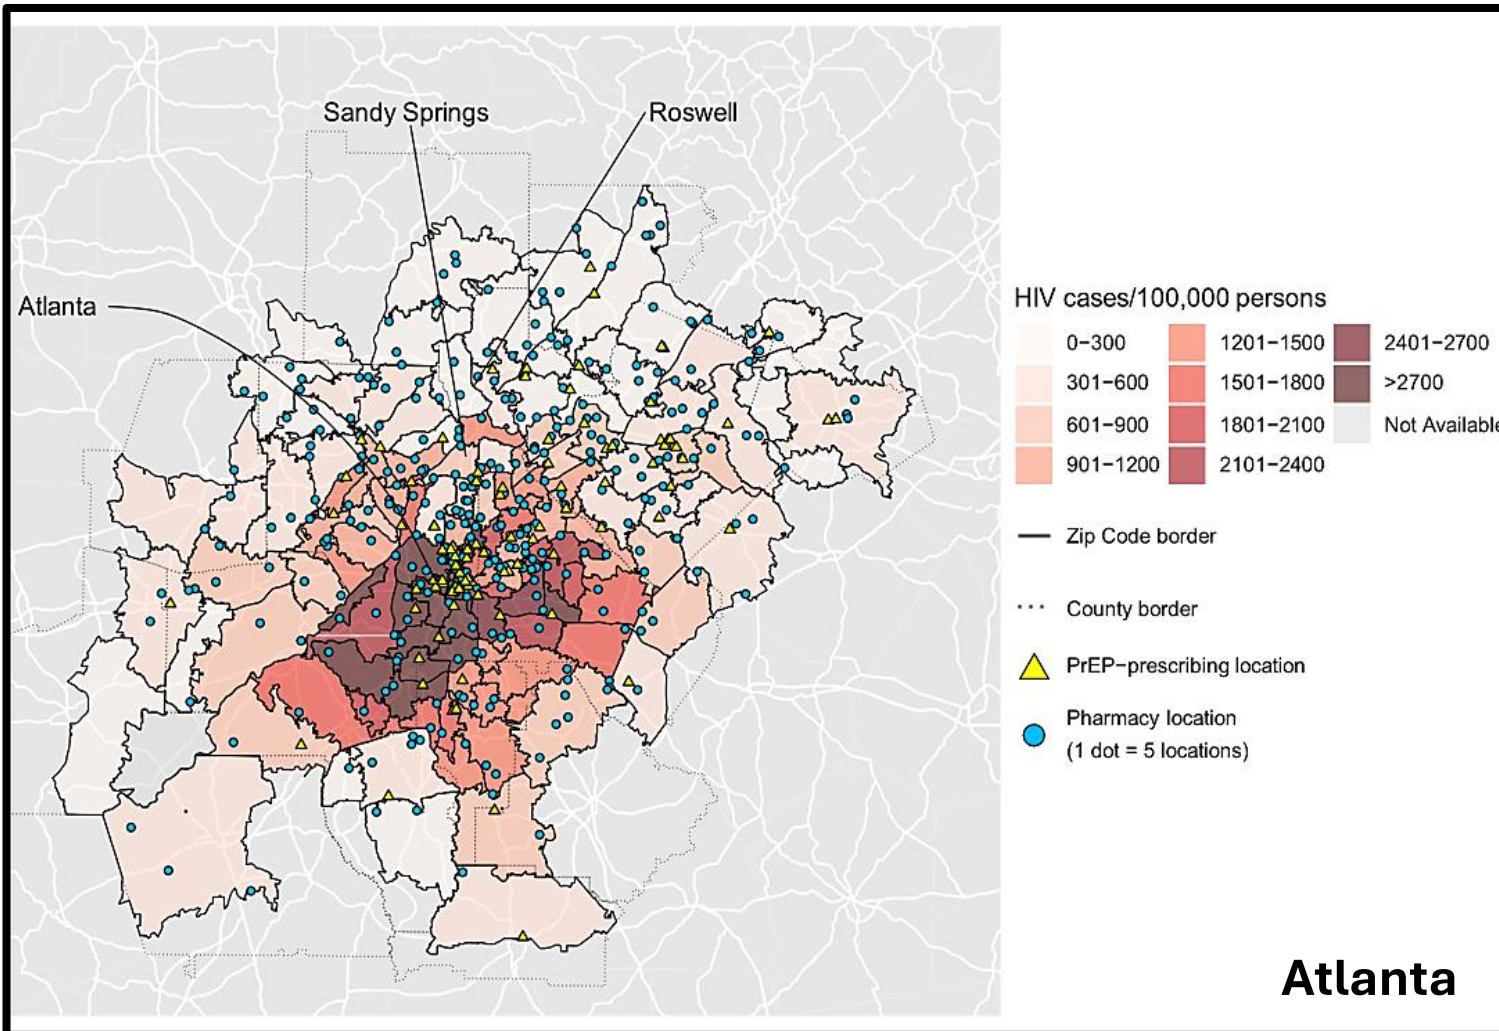 Sandy Springs
Roswell
Atlanta
HIV cases/100,000 persons
0−300
301−600
601−900
901−1200
1201−1500
1501−1800
1801−2100
2101−2400
2401−2700
>2700
Not Available
Zip Code border
County border
PrEP−prescribing location
Pharmacy location
(1 dot = 5 locations)
Atlanta